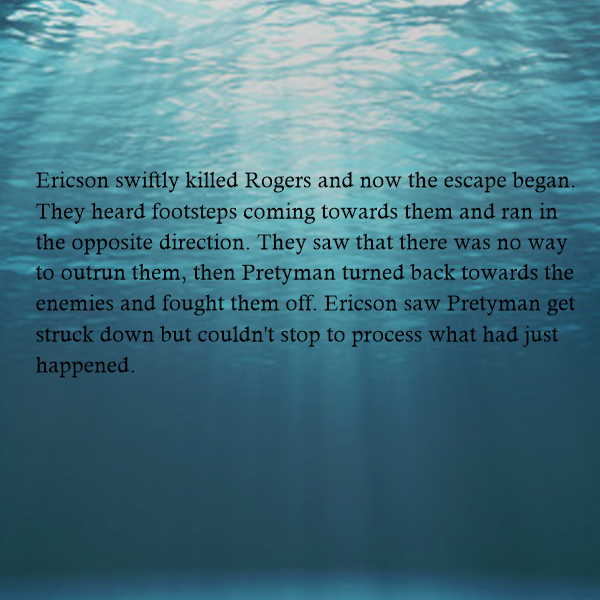 Ericson swiftly killed Rogers and now the escape began.
They heard footsteps coming towards them and ran in
the opposite direction. They saw that there was no way
to outrun them, then Pretyman turned back towards the
enemies and fought them off. Ericson saw Pretyman get
struck down but couldn't stop to process what had just
happened.